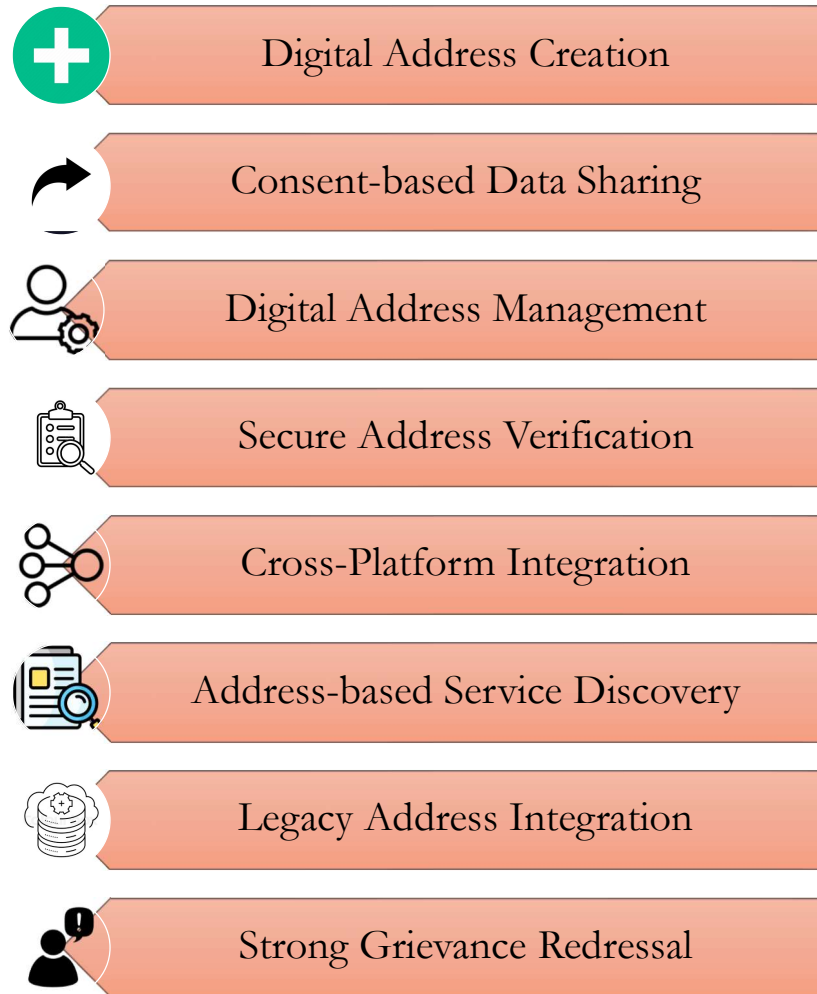 Digital Address Creation
Consent-based Data Sharing
Digital Address Management
Secure Address Verification
Cross-Platform Integration
Address-based Service Discovery
Legacy Address Integration
Strong Grievance Redressal